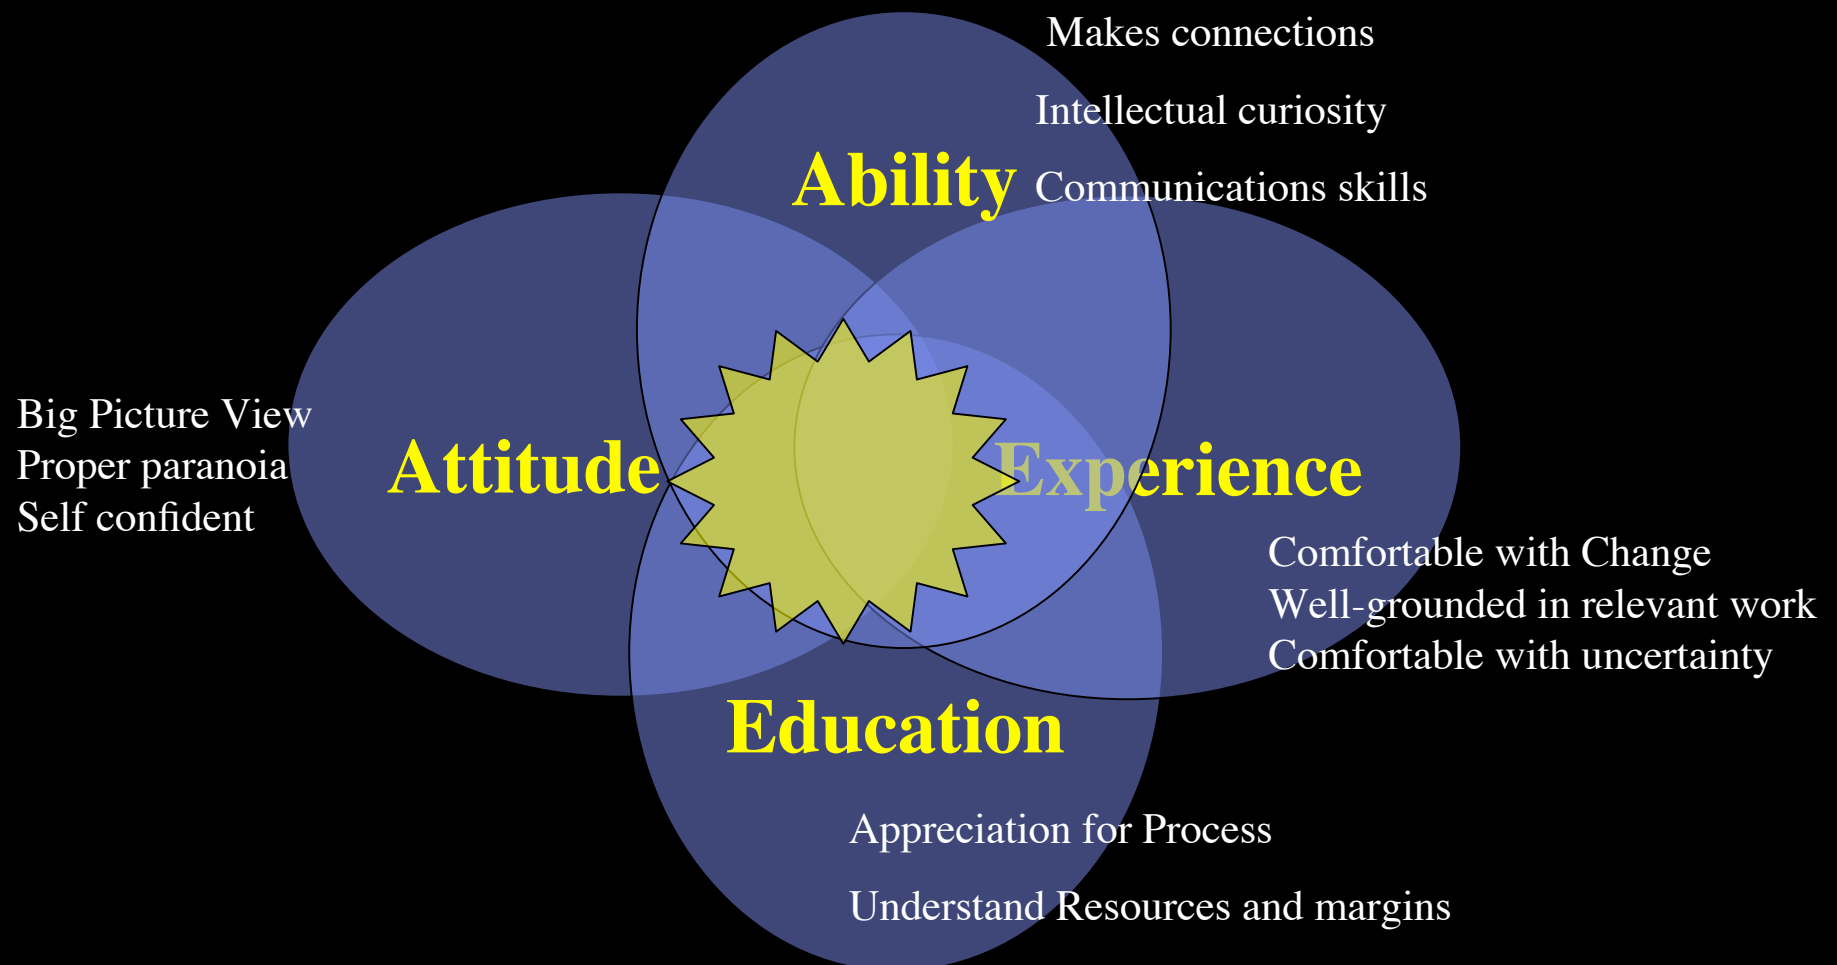 Makes connections
Intellectual curiosity
Ability
Communications skills
Big Picture View
Proper paranoia
Self confident
Attitude
Experience
Comfortable with Change
Well-grounded in relevant work
Comfortable with uncertainty
Education
Appreciation for Process
Understand Resources and margins